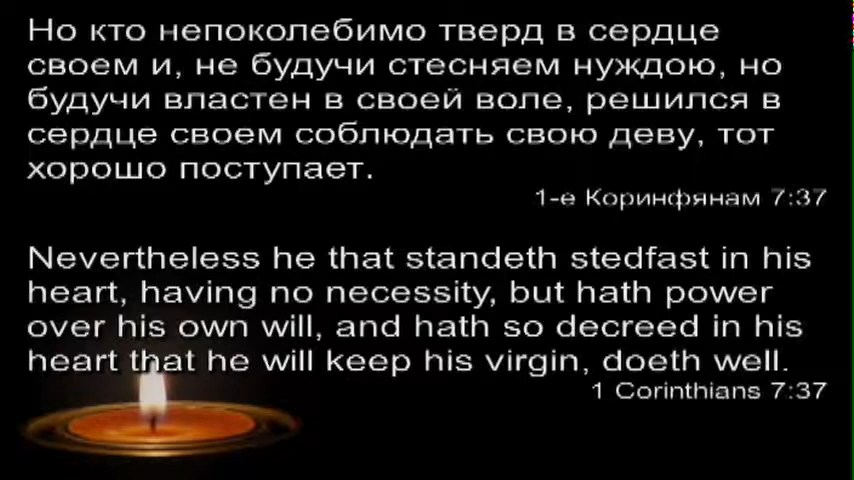 Но кто непоколебимо тверд в сердце
своем и, не будучи стесняем нуждою, но
будучи властен в своей воле, решился в
сердце своем соблюдать свою деву, тот
хорошо поступает.
1-е Коринфянам 7:37
Nevertheless he that standeth stedfast in his
heart, having no necessity, but hath power
over his own will, and hath so decreed in his
heart that he will keep his virgin, doeth well.
1 Corinthians 7:37